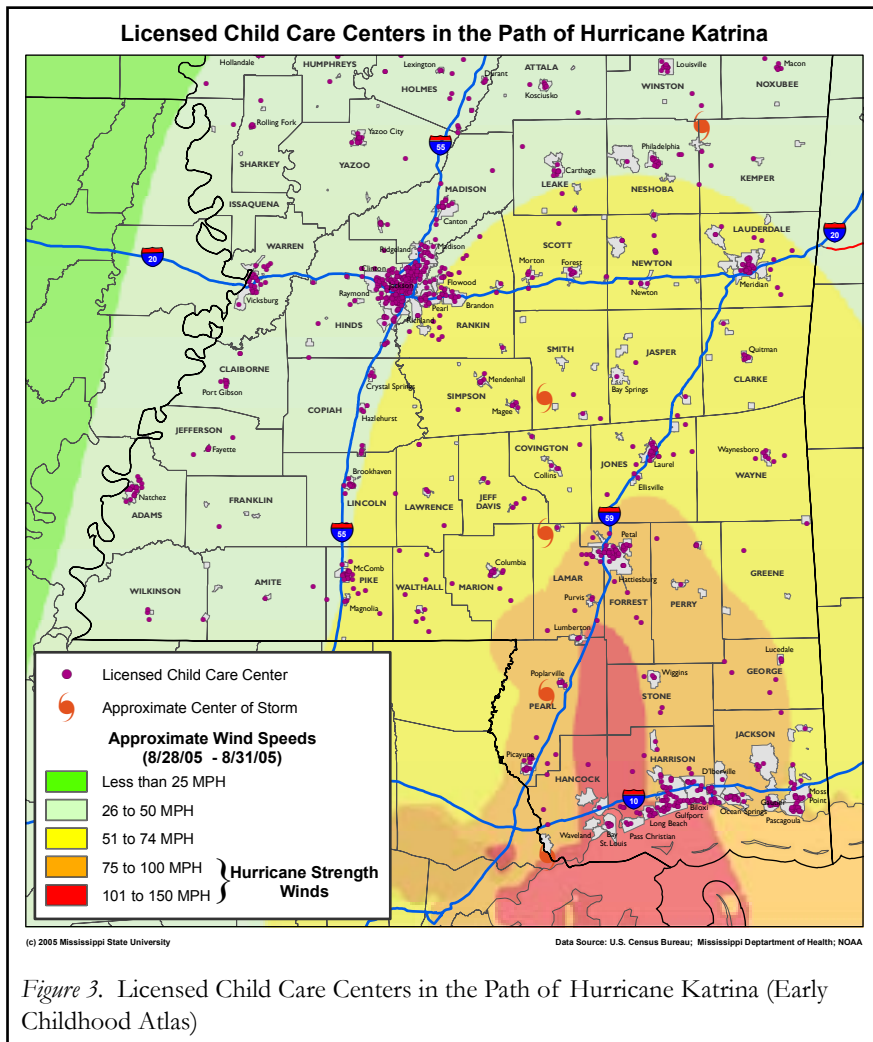 Licensed Child Care Centers in the Path of Hurricane Katrina
Hollandale
HUMPHREYS
Lexington
HOLMES
Durant
ATTALA
Kosciusko
Louisville
WINSTON
Macon
NOXUBEE
Rolling Fork
Yazoo City
55
Philadelphia
SHARKEY
YAZOO
MADISON
Carthage
LEAKE
NESHOBA
KEMPER
ISSAQUENA
Canton
LAUDERDALE
20
WARREN
Ridgeland
Madison
SCOTT
NEWTON
20
Clinton
Jackson
Flowood
Morton
Forest
Meridian
Vicksburg
Raymond
Pearl
Brandon
Newton
HINDS
Richland
RANKIN
SMITH
JASPER
Quitman
CLAIBORNE
Crystal Springs
Mendenhall
Bay Springs
CLARKE
Port Gibson
COPIAH
SIMPSON
Magee
Hazlehurst
JEFFERSON
Fayette
COVINGTON
JONES
Waynesboro
Brookhaven
Collins
Laurel
WAYNE
Natchez
FRANKLIN
LINCOLN
LAWRENCE
JEFF
DAVIS
Ellisville
ADAMS
55
59
Petal
McComb
Columbia
LAMAR
GREENE
WILKINSON
AMITE
PIKE
WALTHALL
MARION
Hattiesburg
Magnolia
Purvis
FORREST
PERRY
Lumberton
Lucedale
Poplarville
Wiggins
GEORGE
PEARL
STONE
JACKSON
Picayune
HARRISON
HANCOCK
D'Iberville
10
Biloxi
Gautier
Moss
Point
Ocean Springs
Gulfport
Long Beach
Pascagoula
Waveland
Bay
St. Louis
Pass Christian
Licensed Child Care Center
Approximate Center of Storm
Approximate Wind Speeds
(8/28/05 - 8/31/05)
Less than 25 MPH
26 to 50 MPH
51 to 74 MPH
75 to 100 MPH
101 to 150 MPH
Hurricane Strength
Winds
(c) 2005 Mississippi State University
Data Source: U.S. Census Bureau; Mississippi Deptartment of Health; NOAA
Figure 3. Licensed Child Care Centers in the Path of Hurricane Katrina (Early
Childhood Atlas)